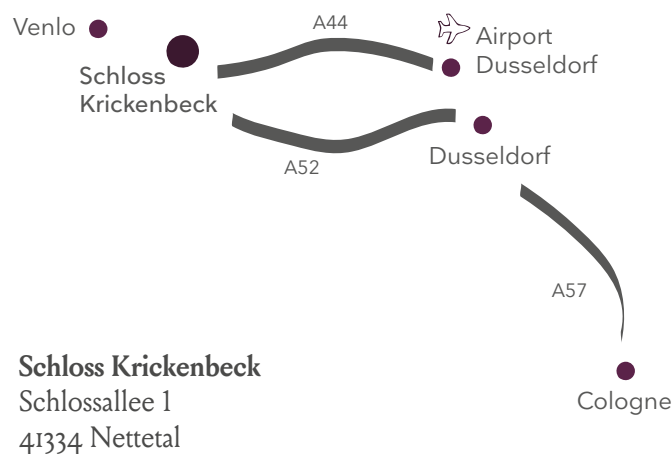 Venlo
A44
Airport
Dusseldorf
Schloss
Krickenbeck
Dusseldorf
A52
A57
Schloss Krickenbeck
Schlossallee 1
41334 Nettetal
Cologne